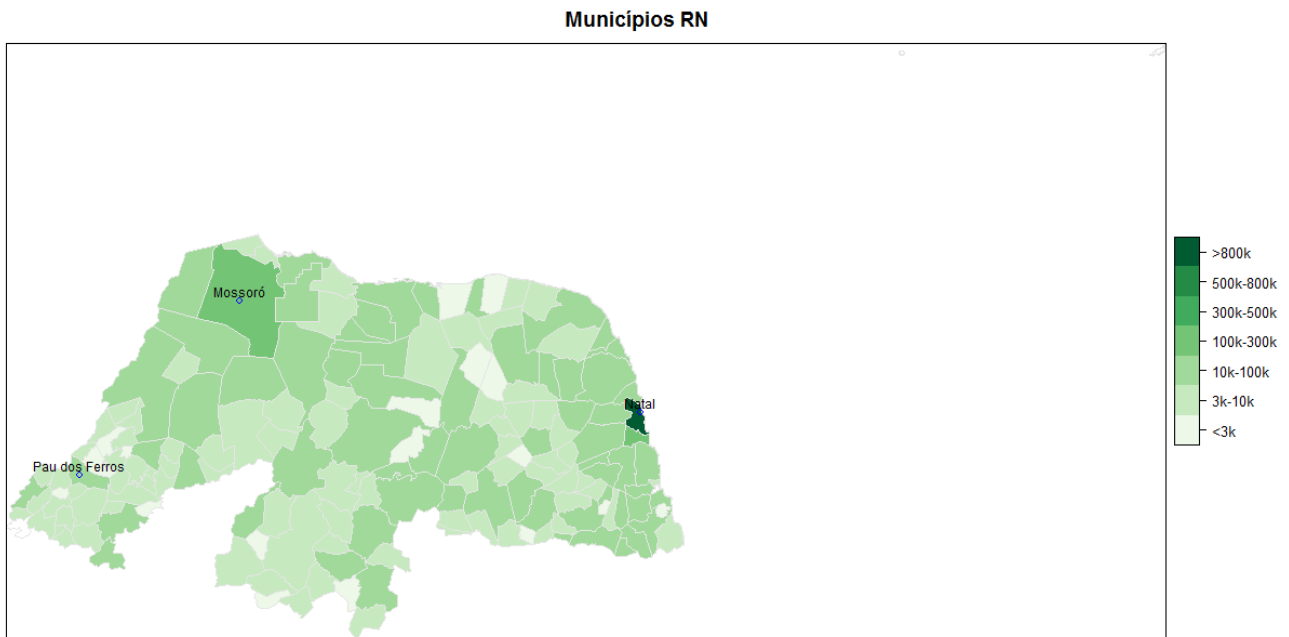 Municípios RN
Mossoró
Natal
Pau dos Ferros
>800k
500k-800k
300k-500k
100k-300k
10k-100k
3k-10k
<3k